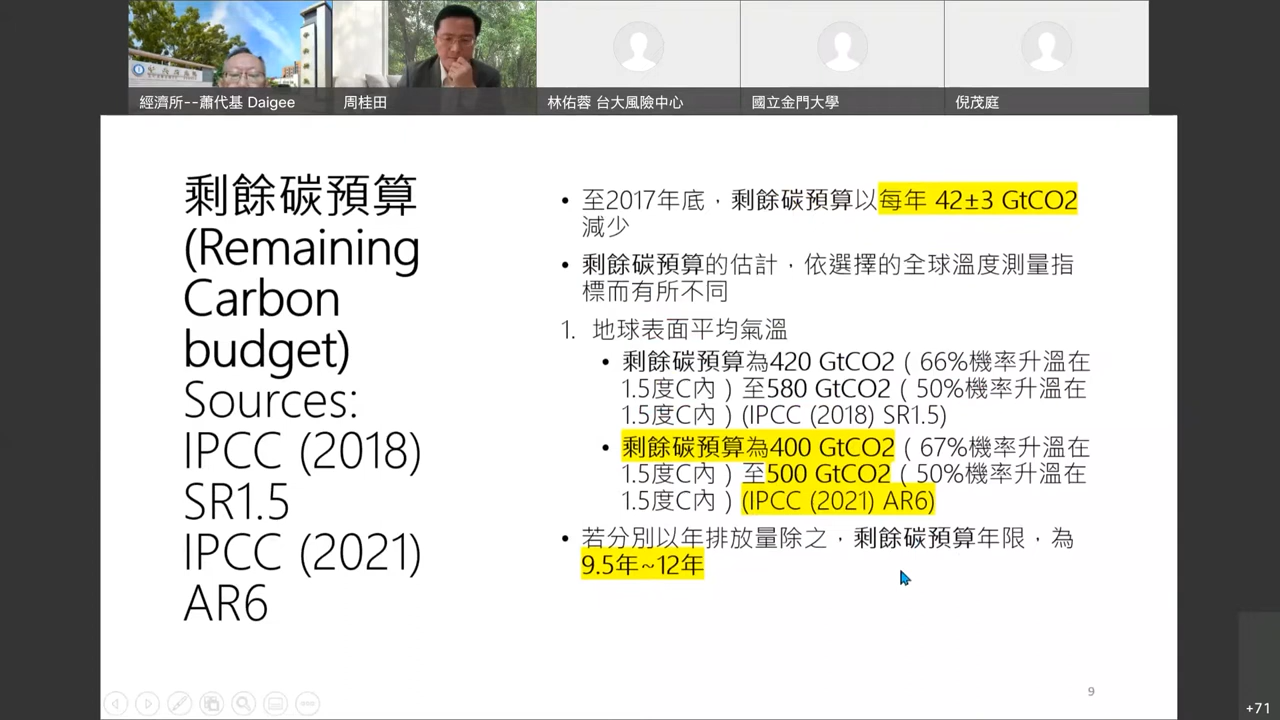 經濟所--蕭代基 Daigee
周桂田
林佑蓉 台大風險中心
國立金門大學
倪茂庭
剩餘碳預算
(Remaining
Carbon
budget)
Sources:
IPCC (2018)
SR1.5
IPCC (2021)
AR6
• 至2017年底，剩餘碳預算以每年 42±3 GtCO2
減少
• 剩餘碳預算的估計，依選擇的全球溫度測量指
標而有所不同
1. 地球表面平均氣溫
• 剩餘碳預算為420 GtCO2（66%機率升溫在
1.5度C內）至580 GtCO2（50%機率升溫在
1.5度C內）(IPCC (2018) SR1.5)
• 剩餘碳預算為400 GtCO2（67%機率升溫在
1.5度C內）至500 GtCO2（50%機率升溫在
1.5度C內）(IPCC (2021) AR6)
• 若分別以年排放量除之，剩餘碳預算年限，為
9.5年~12年
9
+71